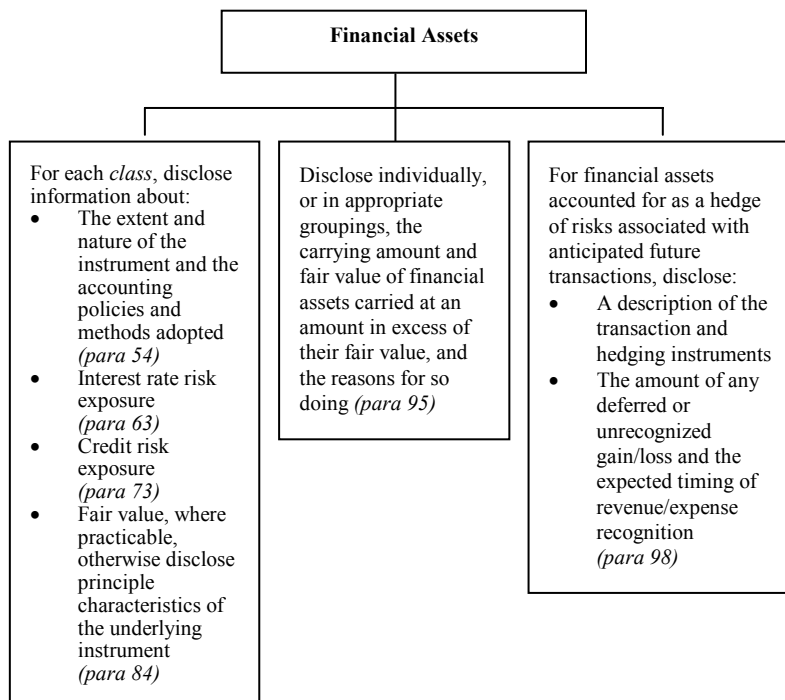 Financial Assets
For each class, disclose
information about:
• The extent and
nature of the
instrument and the
accounting
policies and
methods adopted
(para 54)
• Interest rate risk
exposure
(para 63)
• Credit risk
exposure
(para 73)
• Fair value, where
practicable,
otherwise disclose
principle
characteristics of
the underlying
instrument
(para 84)
Disclose individually,
or in appropriate
groupings, the
carrying amount and
fair value of financial
assets carried at an
amount in excess of
their fair value, and
the reasons for so
doing (para 95)
For financial assets
accounted for as a hedge
of risks associated with
anticipated future
transactions, disclose:
• A description of the
transaction and
hedging instruments
• The amount of any
deferred or
unrecognized
gain/loss and the
expected timing of
revenue/expense
recognition
(para 98)